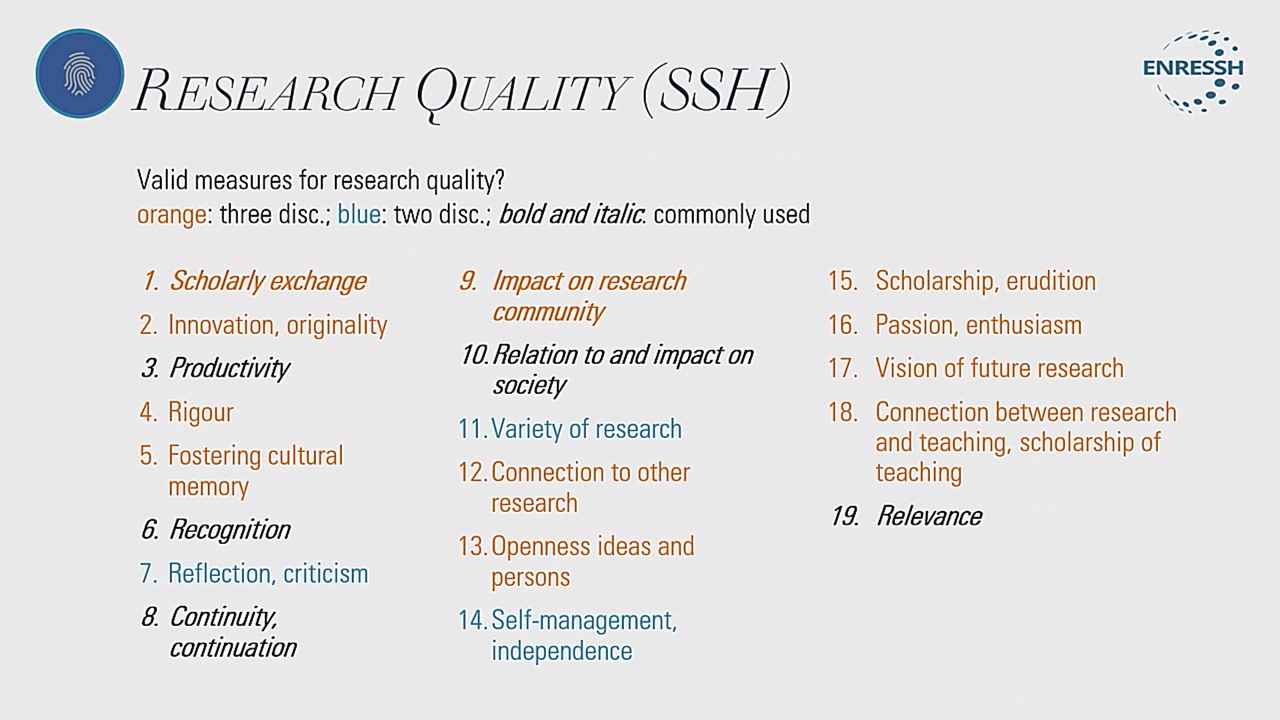 RESEARCH QUALITY (SSH)
ENRESSH
Valid measures for research quality?
orange: three disc.; blue: two disc.; bold and italic: commonly used
1. Scholarly exchange
2. Innovation, originality
3. Productivity
4. Rigour
5. Fostering cultural
memory
6. Recognition
7. Reflection, criticism
8. Continuity,
continuation
9. Impact on research
community
10. Relation to and impact on
society
11. Variety of research
12. Connection to other
research
13. Openness ideas and
persons
14. Self-management,
independence
15. Scholarship, erudition
16. Passion, enthusiasm
17. Vision of future research
18. Connection between research
and teaching, scholarship of
teaching
19. Relevance